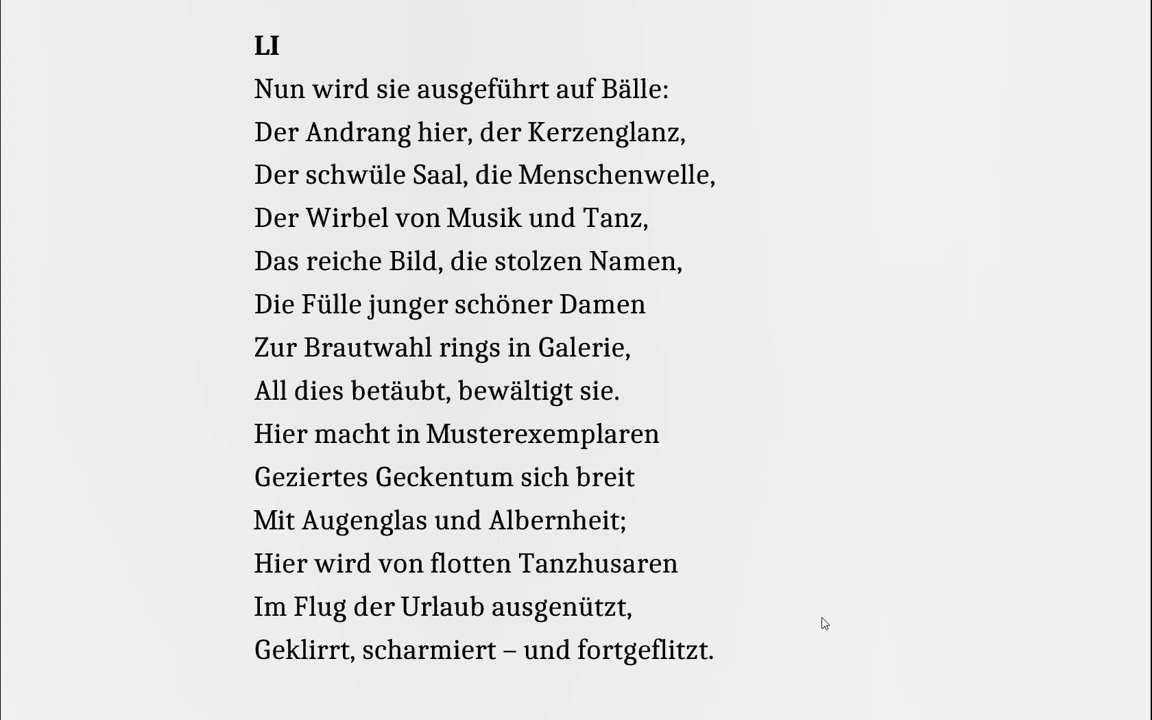 LI
Nun wird sie ausgeführt auf Bälle:
Der Andrang hier, der Kerzenglanz,
Der schwüle Saal, die Menschenwelle,
Der Wirbel von Musik und Tanz,
Das reiche Bild, die stolzen Namen,
Die Fülle junger schöner Damen
Zur Brautwahl rings in Galerie,
All dies betäubt, bewältigt sie.
Hier macht in Musterexemplaren
Geziertes Geckentum sich breit
Mit Augenglas und Albernheit;
Hier wird von flotten Tanzhusaren
Im Flug der Urlaub ausgenützt,
Geklirrt, scharmiert – und fortgeflitzt.